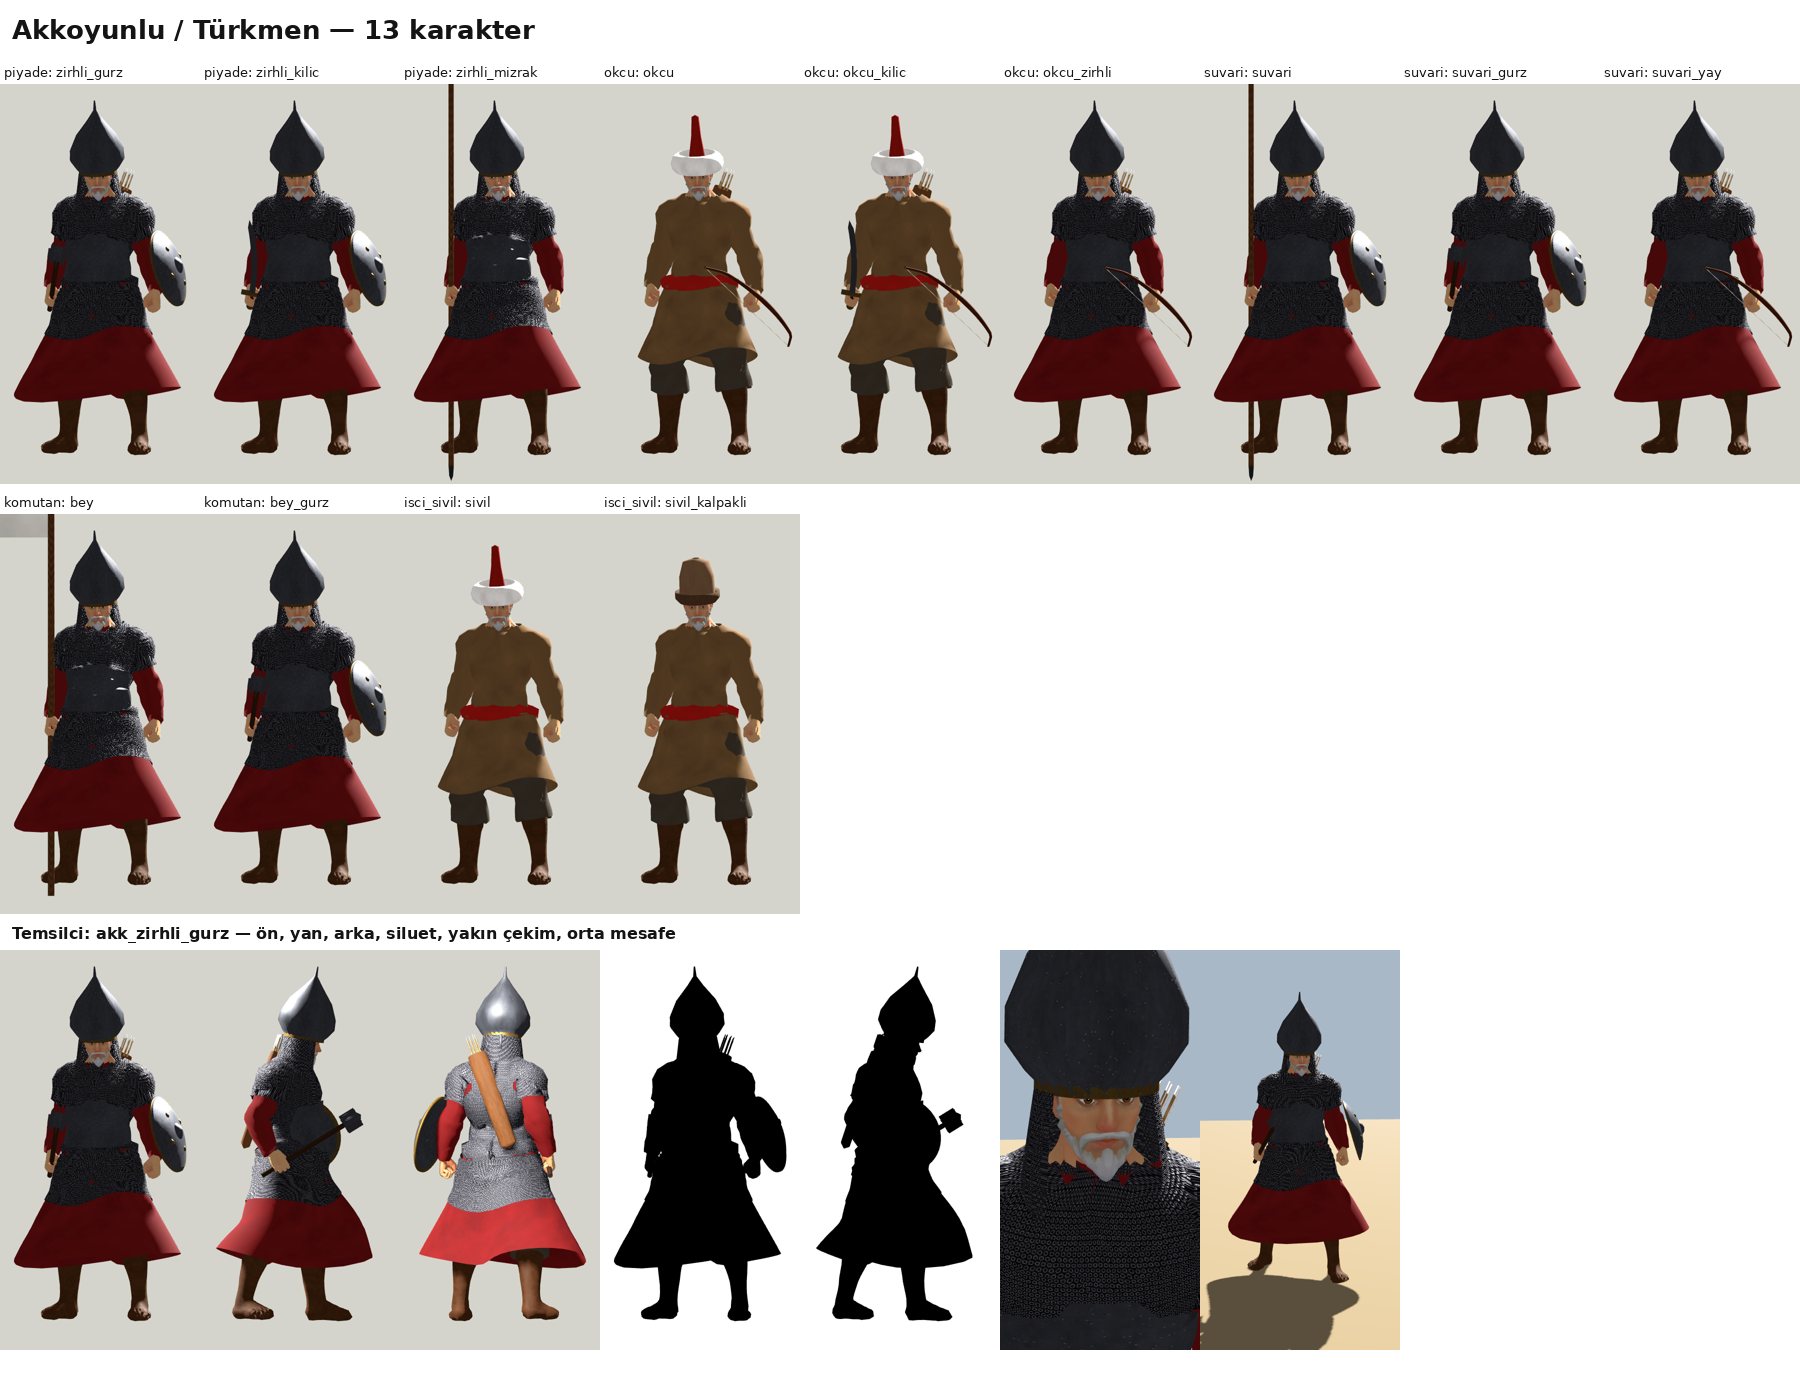 Akkoyunlu / Türkmen — 13 karakter
piyade: zirhli_gurz
piyade: zirhli_kilic
piyade: zirhli_mizrak
okcu: okcu
okcu: okcu_kilic
okcu: okcu_zirhli
suvari: suvari
suvari: suvari_gurz
suvari: suvari_yay
komutan: bey
komutan: bey_gurz
isci_sivil: sivil
isci_sivil: sivil_kalpakli
Temsilci: akk_zirhli_gurz — ön, yan, arka, siluet, yakın çekim, orta mesafe